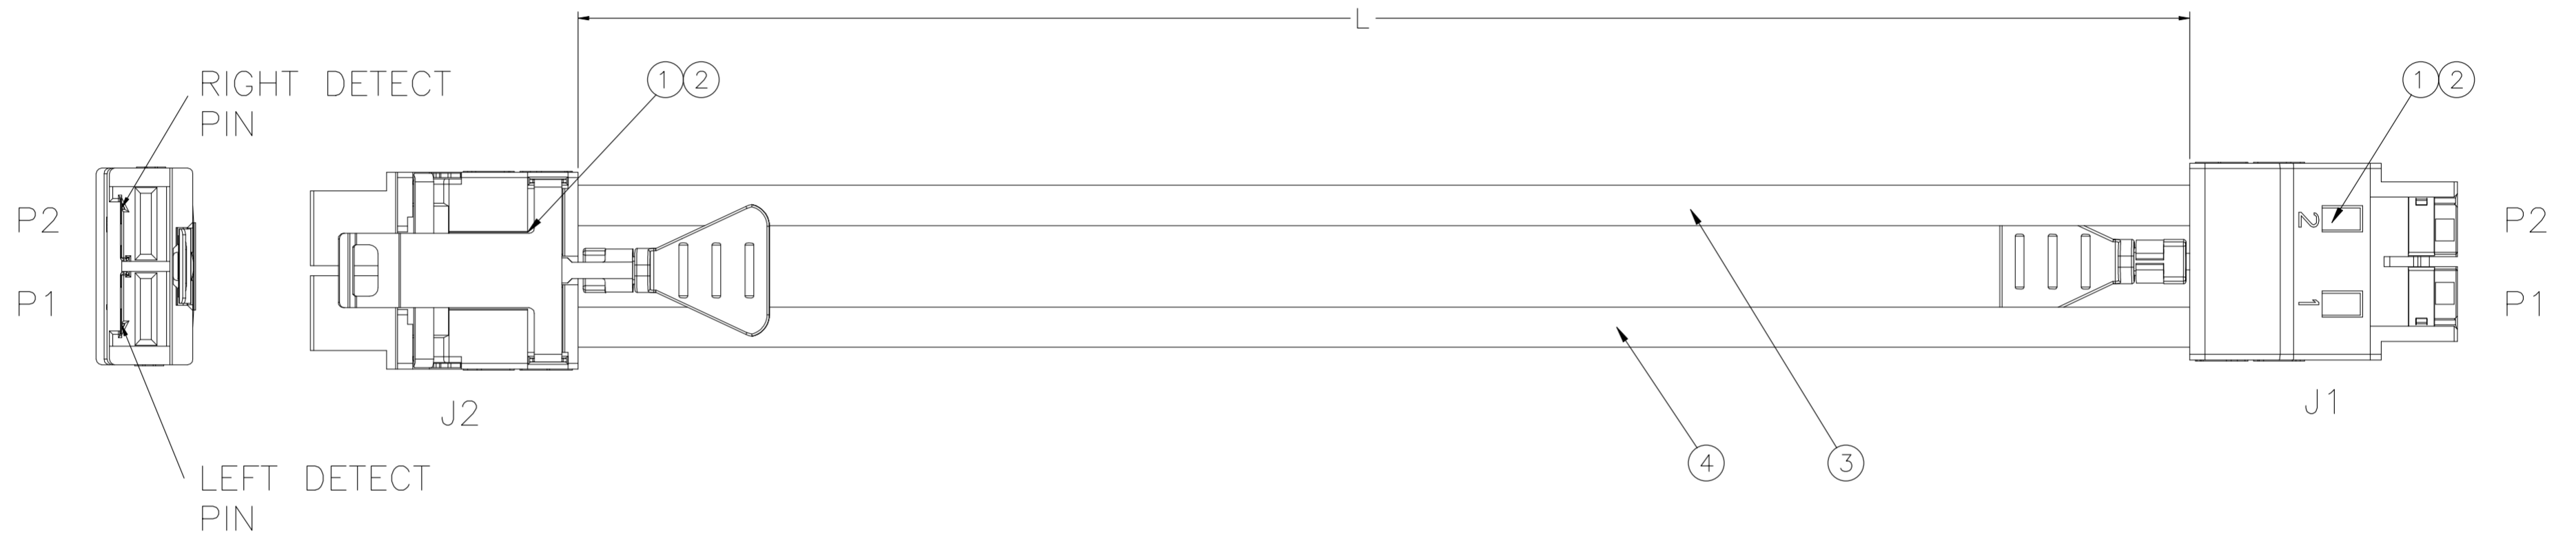 L
RIGHT DETECT
PIN
1 2
1 2
P2
P2
2
P1
1
P1
J2
J1
4
3
LEFT DETECT
PIN